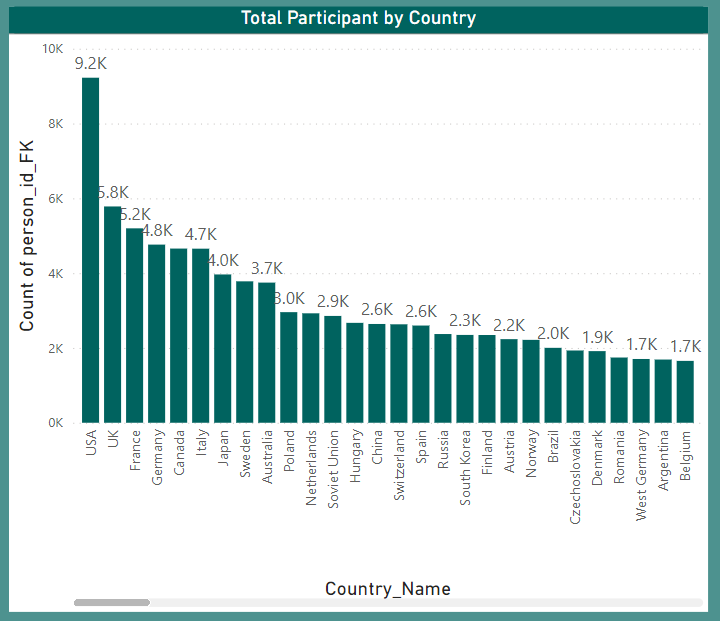 Total Participant by Country
10K
8K
6K
4K
2K
0K
Count of person_id_FK
9.2K
5.8K
5.2K
4.8K
4.7K
4.0K
3.7K
3.0K
2.9K
2.6K
2.6K
2.3K
2.2K
2.0K
1.9K
1.7K
1.7K
USA
UK
France
Germany
Canada
Italy
Japan
Sweden
Australia
Poland
Netherlands
Soviet Union
Hungary
China
Switzerland
Spain
Russia
South Korea
Finland
Austria
Norway
Brazil
Czechoslovakia
Denmark
Romania
West Germany
Argentina
Belgium
Country_Name